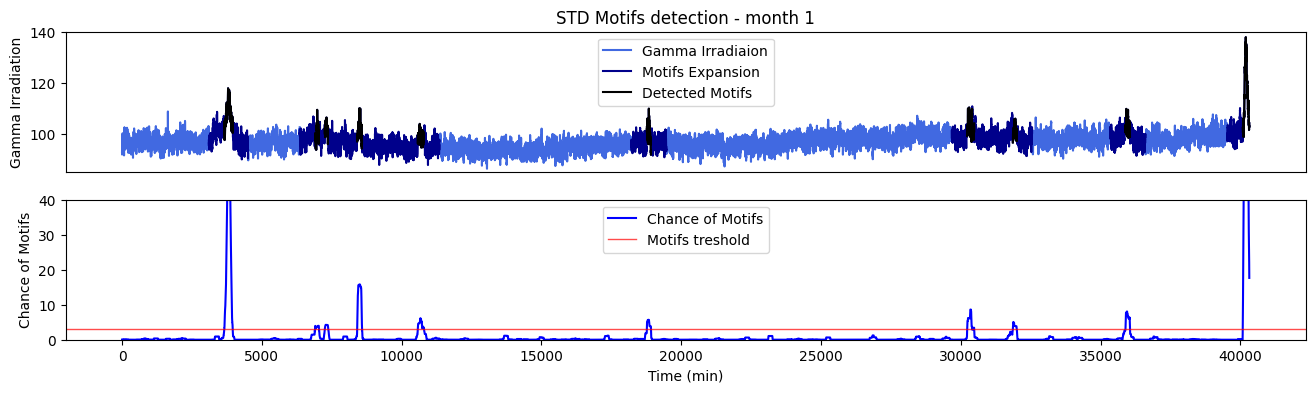 STD Motifs detection - month 1
Gamma Irradiation
140
120
100
Gamma Irradiaion
Motifs Expansion
Detected Motifs
Chance of Motifs
40
30
20
10
0
Chance of Motifs
Motifs treshold
0 5000 10000 15000 20000 25000 30000 35000 40000
Time (min)